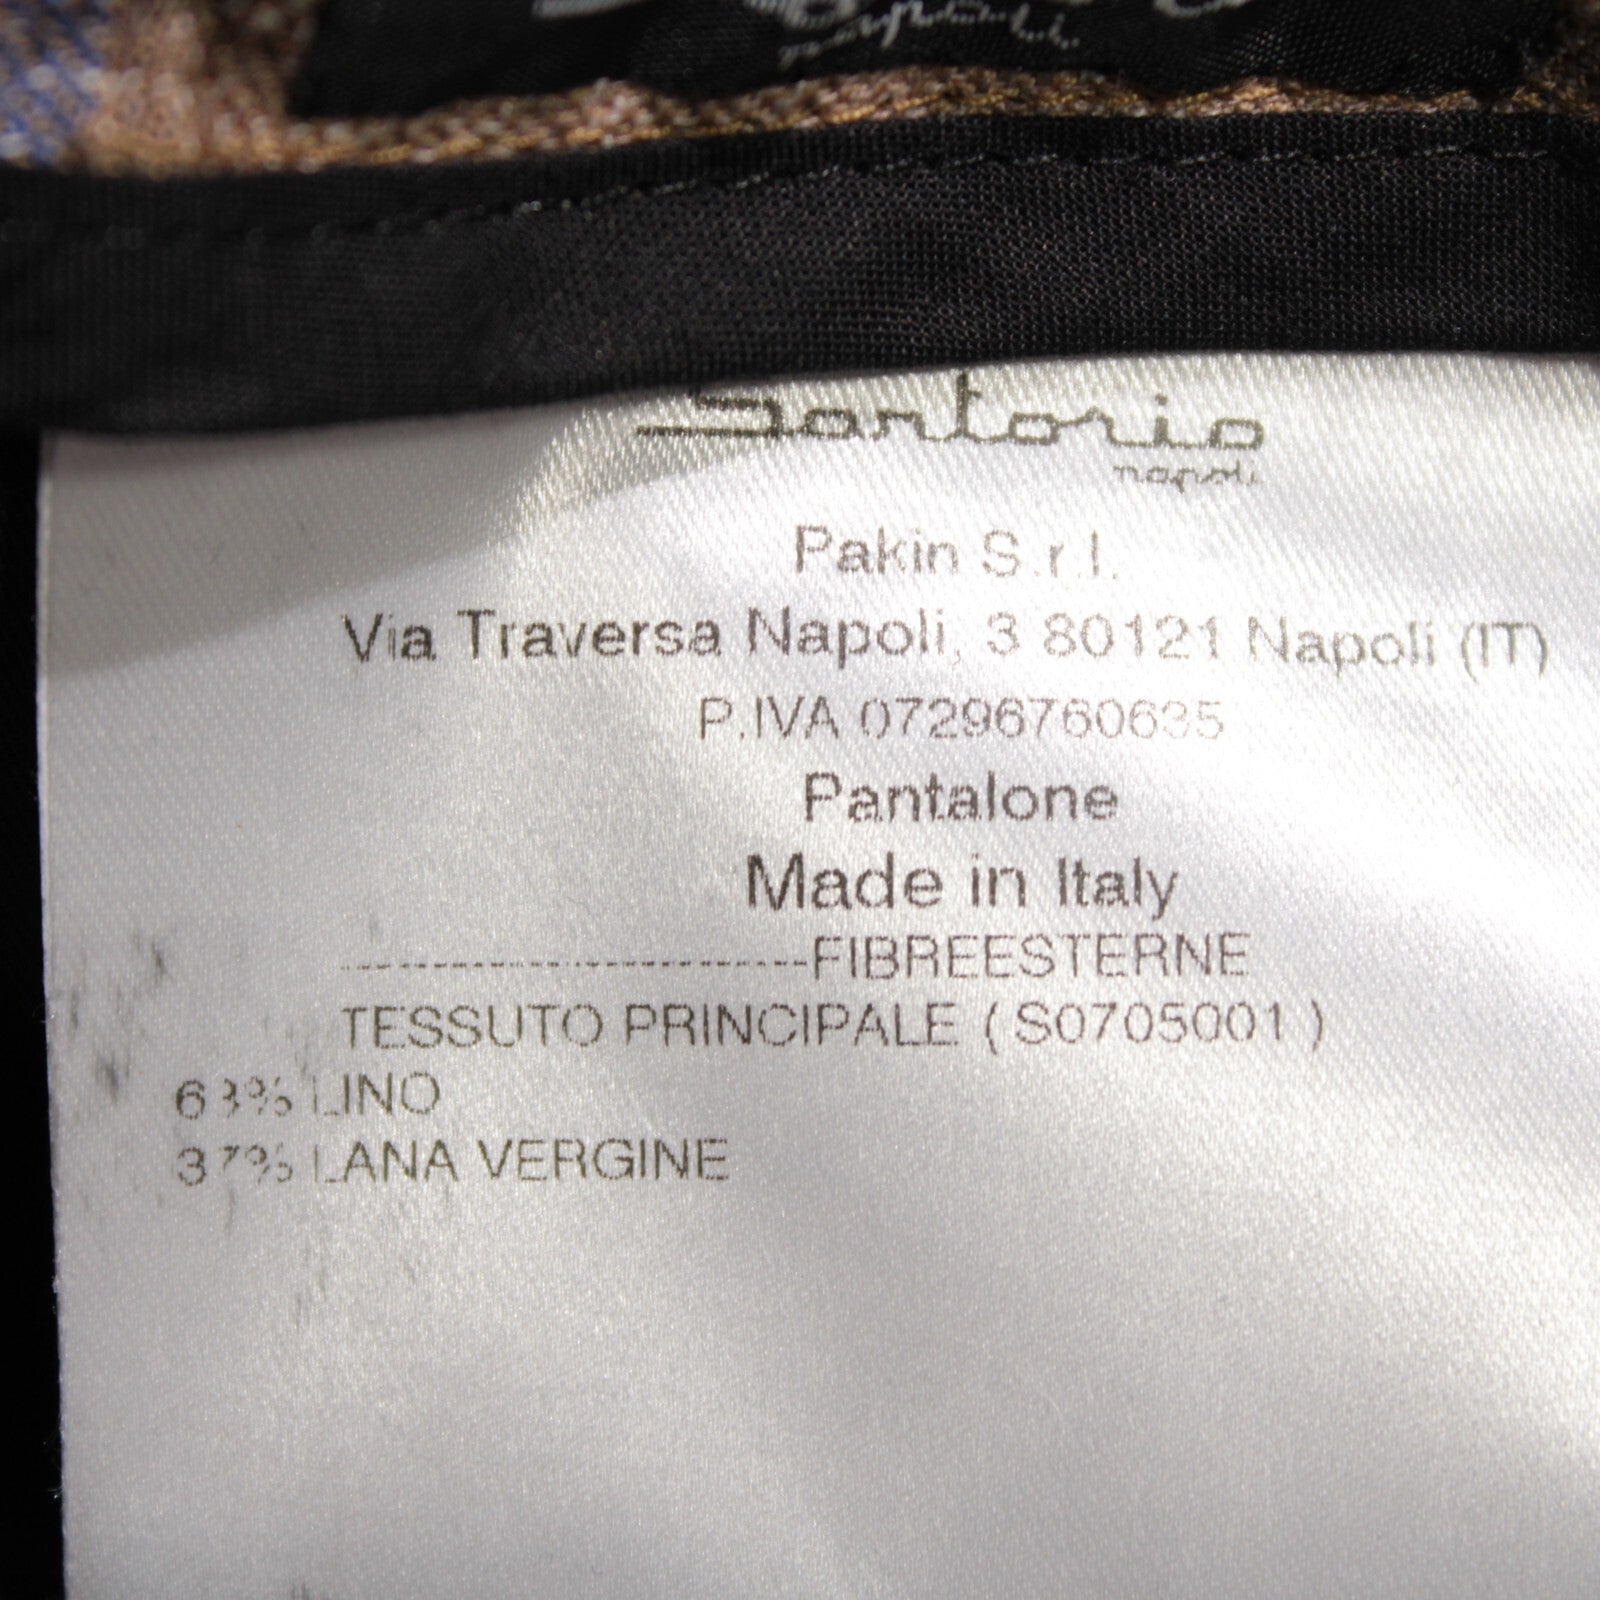 Sartorio
napoli
Pakin S.r.l.
Via Traversa Napoli, 3 80121 Napoli (IT)
P.IVA 07296760635
Pantalone
Made in Italy
--------------------------FIBREESTERNE
TESSUTO PRINCIPALE ( S0705001 )
63% LINO
37% LANA VERGINE